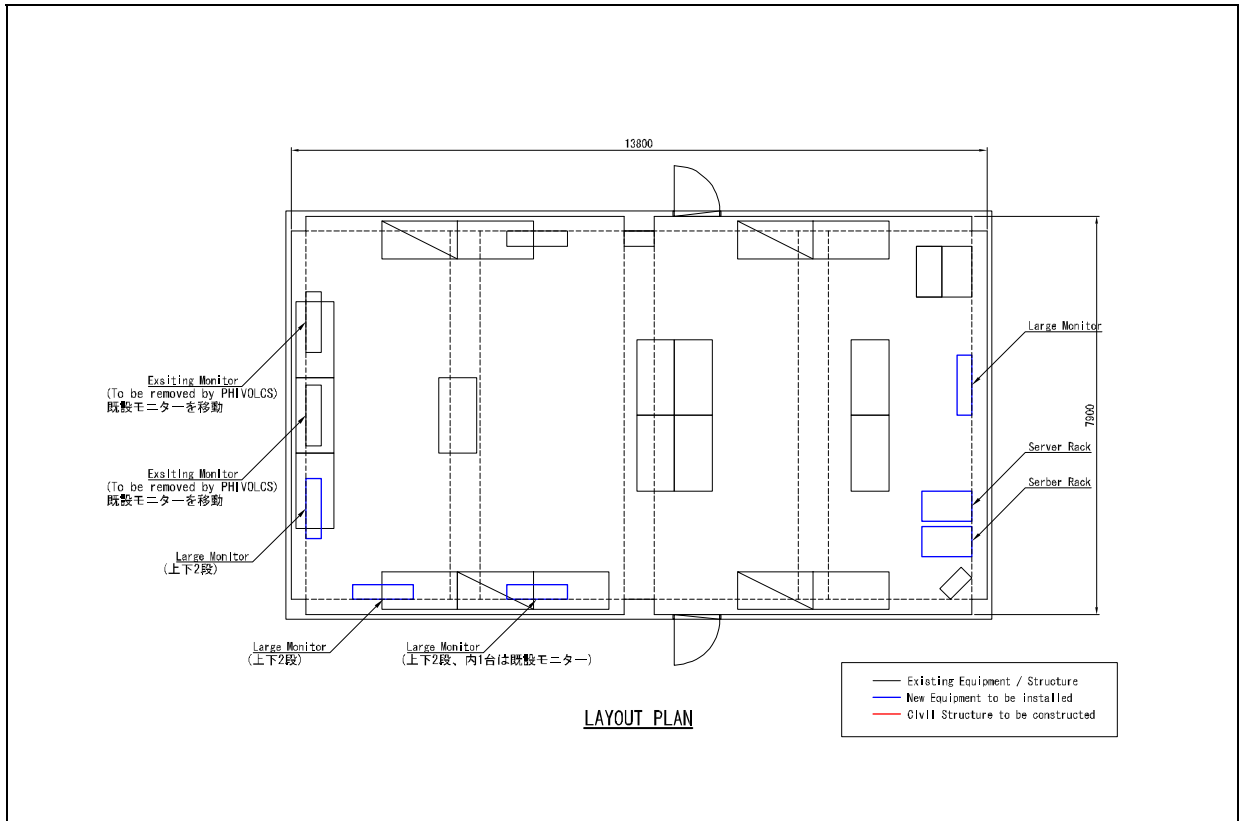 13800
Large Monitor
7900
Exsiting Monitor
(To be removed by PHIVOLCS)
既設モニターを移動
Server Rack
Exsiting Monitor
(To be removed by PHIVOLCS)
既設モニターを移動
Serber Rack
Large Monitor
(上下2段)
Large Monitor
(上下2段)
Large Monitor
(上下2段、内1台は既設モニター)
Existing Equipment / Structure
New Equipment to be installed
Civil Structure to be constructed
LAYOUT PLAN